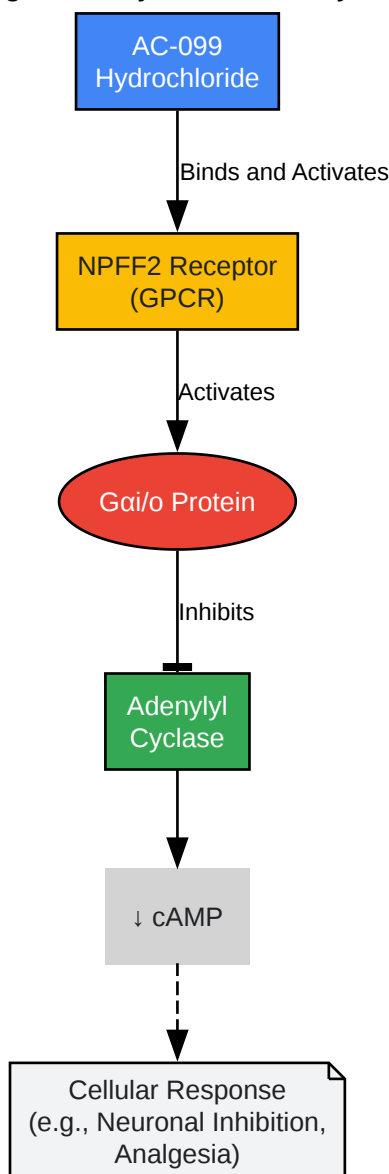 AC-099
Hydrochloride
Binds and Activates
NPFF2 Receptor
(GPCR)
Activates
Gαi/o Protein
Inhibits
Adenylyl
Cyclase
↓ cAMP
Cellular Response
(e.g., Neuronal Inhibition,
Analgesia)